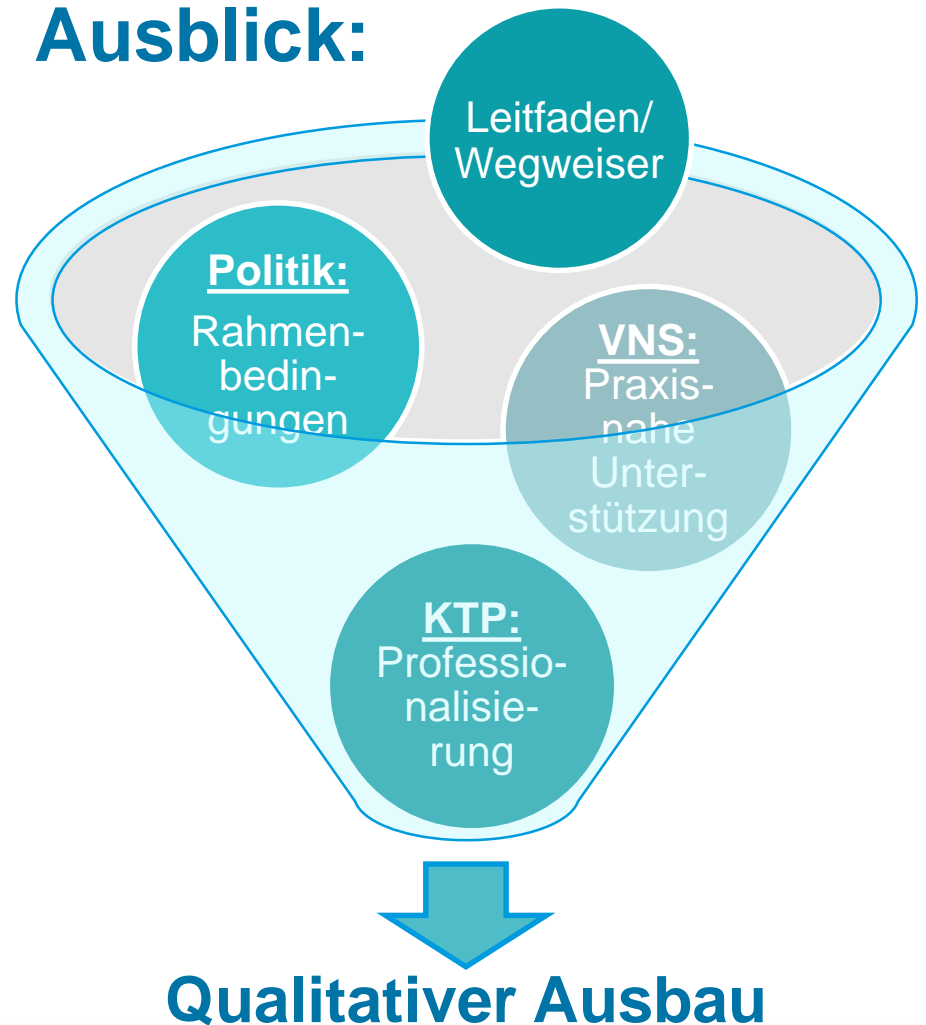 Ausblick:
Leitfaden/
Wegweiser
Politik:
Rahmen-
bedin-
gungen
VNS:
Praxis-
nahe
Unter-
stützung
KTP:
Professio-
nalisie-
rung
Qualitativer Ausbau